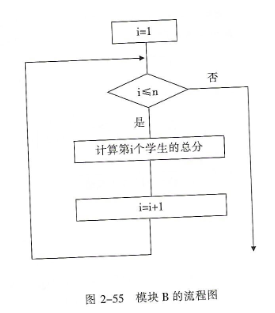 i=1
否
i≤n
是
计算第i个学生的总分
i=i+1
图 2-55 模块 B 的流程图